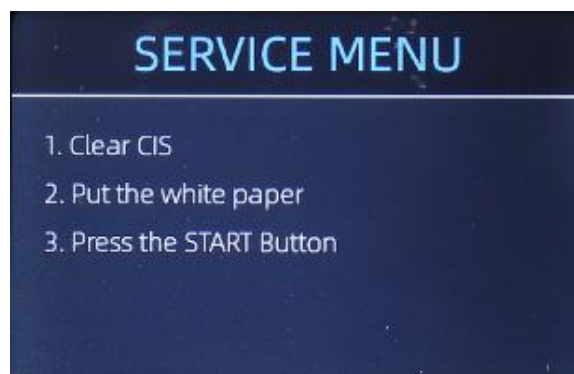 SERVICE MENU
1. Clear CIS
2. Put the white paper
3. Press the START Button